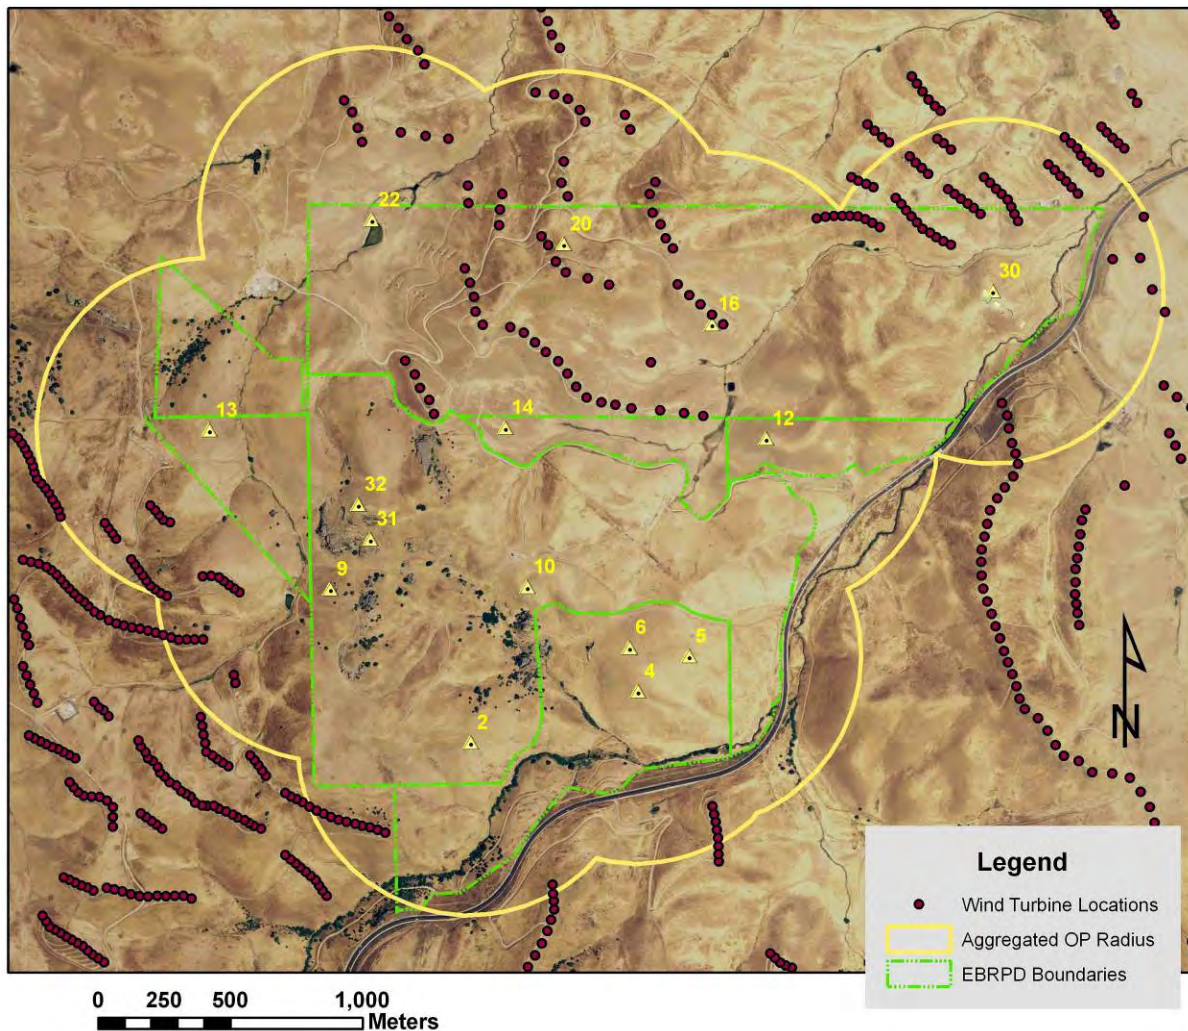 22
20
30
16
13
14
12
32
31
9
10
6
5
4
2
N
Legend
Wind Turbine Locations
Aggregated OP Radius
EBRPD Boundaries
0 250 500 1,000
Meters